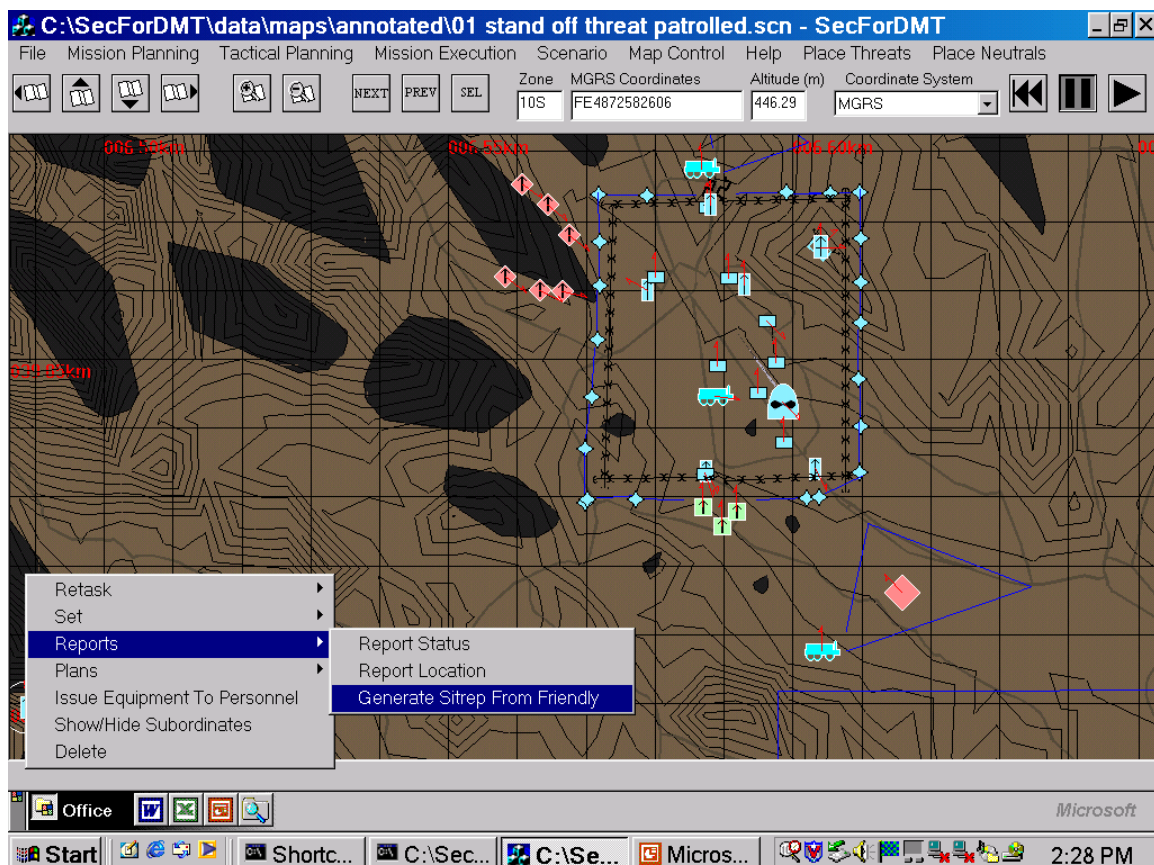 C:\SecForDMT\data\maps\annotated\01 stand off threat patrolled.scn - SecForDMT
File Mission Planning Tactical Planning Mission Execution Scenario Map Control Help Place Threats Place Neutrals
Zone MGRS Coordinates Altitude (m) Coordinate System
NEXT PREV SEL 10S FE4872582606 446.29 MGRS
006.50km 006.55km 006.60km 00
Retask
Set
Reports
Plans
Issue Equipment To Personnel
Show/Hide Subordinates
Delete
Report Status
Report Location
Generate Sitrep From Friendly
Office Microsoft
Start Shortc... C:\Sec... C:\Se... Micros... 2:28 PM